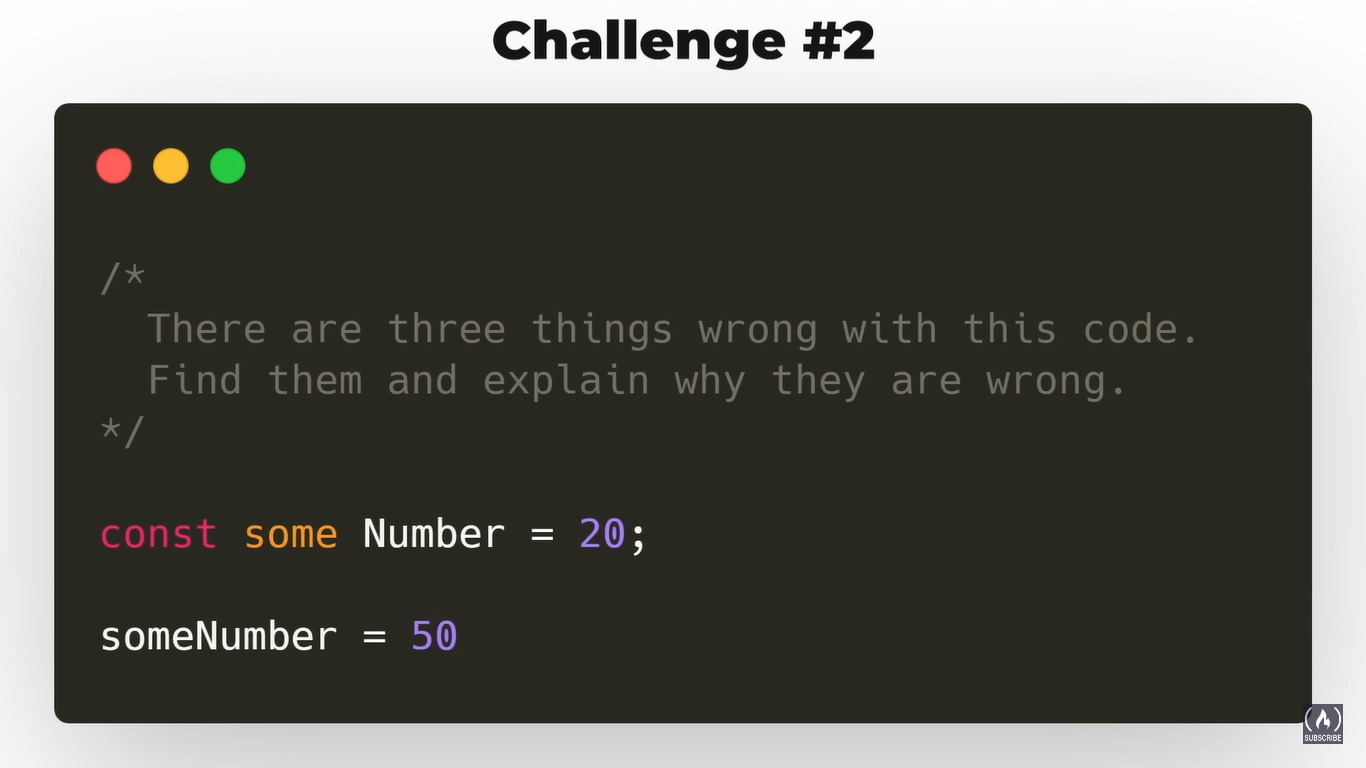 Challenge #2
/*
There are three things wrong with this code.
Find them and explain why they are wrong.
*/
const some Number = 20;
someNumber = 50
SUBSCRIBE